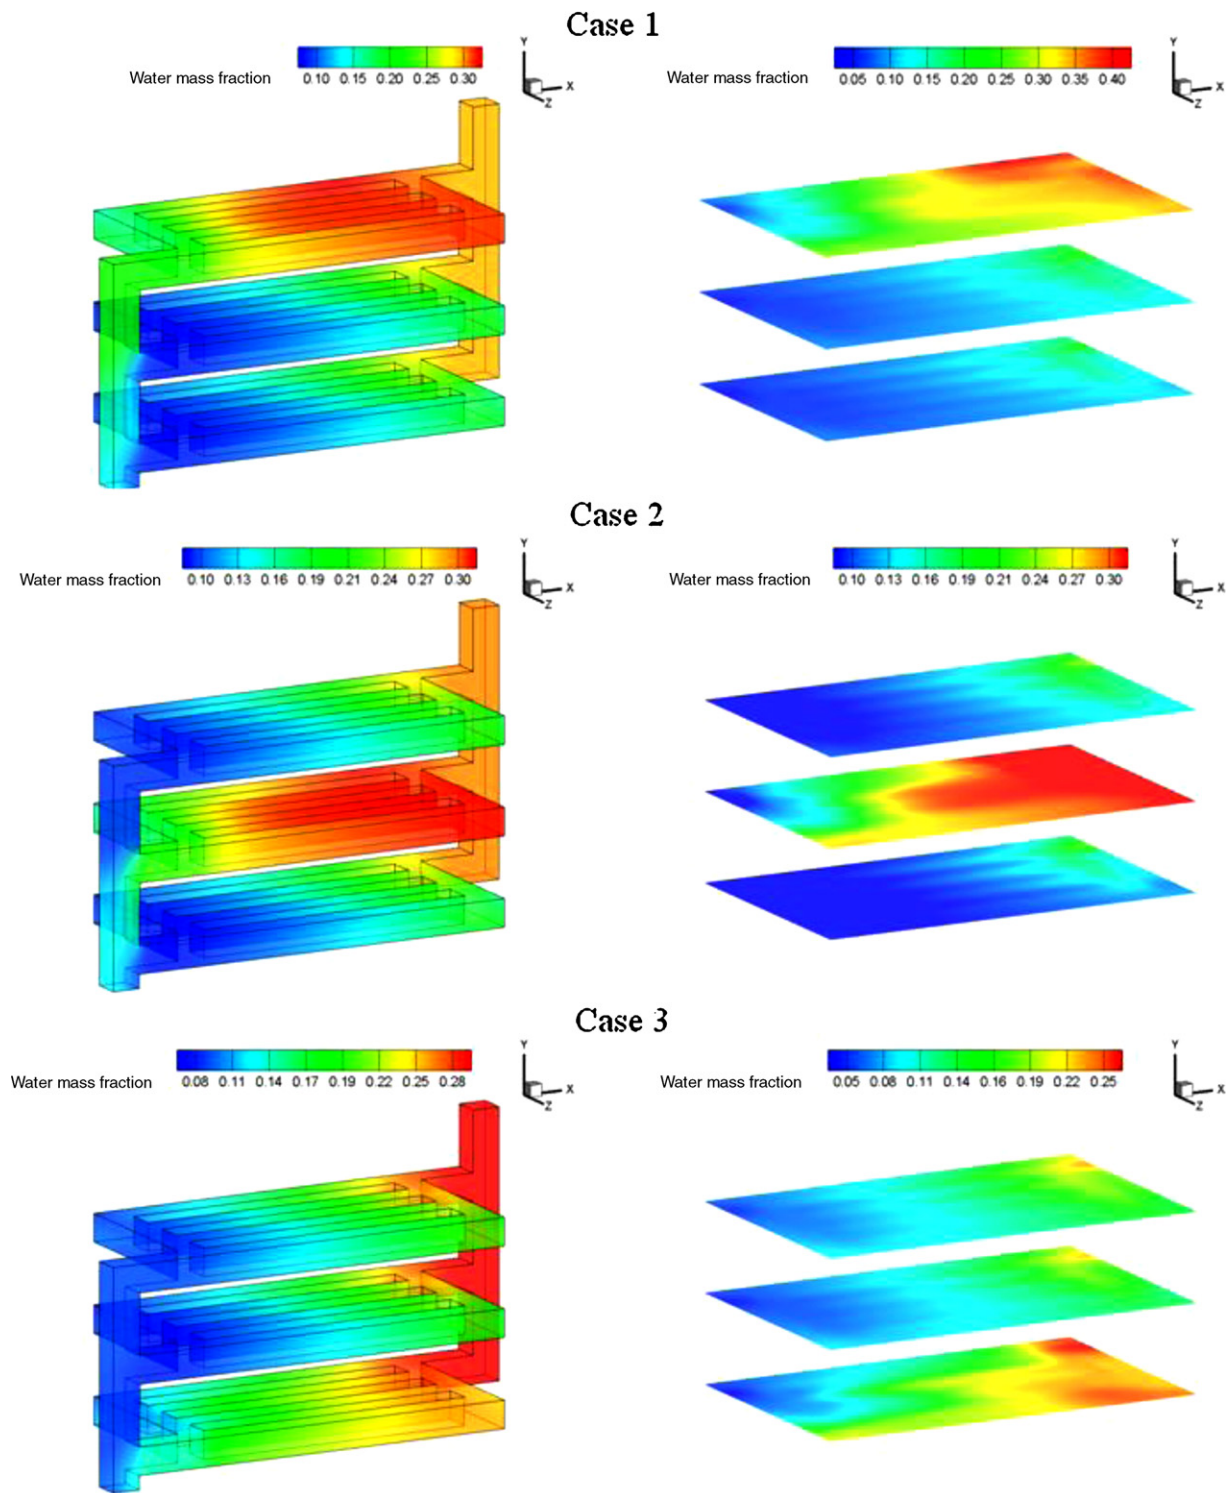 Case 1
Water mass fraction
0.10 0.15 0.20 0.25 0.30
Y
X
Z
Water mass fraction
0.05 0.10 0.15 0.20 0.25 0.30 0.35 0.40
Y
X
Z
Case 2
Water mass fraction
0.10 0.13 0.16 0.19 0.21 0.24 0.27 0.30
Y
X
Z
Water mass fraction
0.10 0.13 0.16 0.19 0.21 0.24 0.27 0.30
Y
X
Z
Case 3
Water mass fraction
0.08 0.11 0.14 0.17 0.19 0.22 0.25 0.28
Y
X
Z
Water mass fraction
0.05 0.08 0.11 0.14 0.16 0.19 0.22 0.25
Y
X
Z